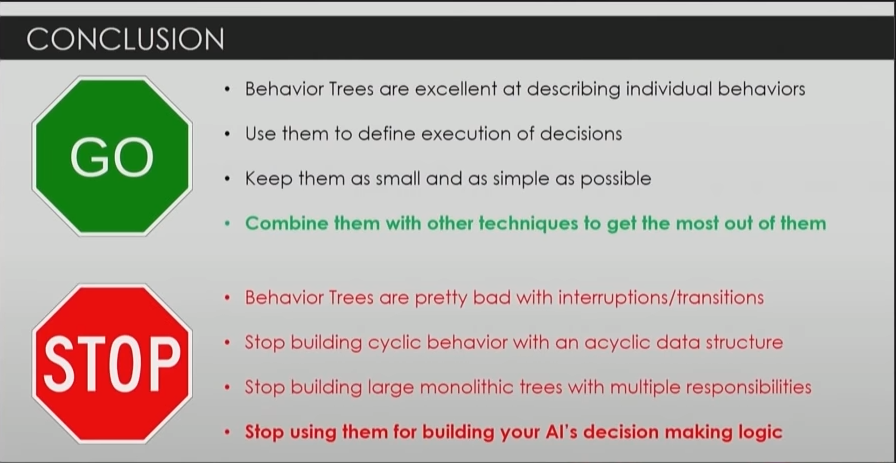 CONCLUSION
GO
• Behavior Trees are excellent at describing individual behaviors
• Use them to define execution of decisions
• Keep them as small and as simple as possible
• Combine them with other techniques to get the most out of them
STOP
• Behavior Trees are pretty bad with interruptions/transitions
• Stop building cyclic behavior with an acyclic data structure
• Stop building large monolithic trees with multiple responsibilities
• Stop using them for building your AI's decision making logic